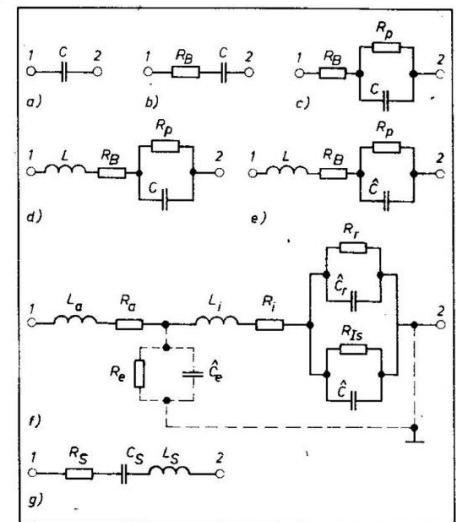 1 C 2
a)
1 R_B C 2
b)
1 R_B R_p C 2
c)
1 L R_B R_p C 2
d)
1 L R_B R_p Ĉ 2
e)
1 L_a R_a L_i R_i R_r Ĉ_r R_Is Ĉ 2
R_e Ĉ_e
f)
1 R_S C_S L_S 2
g)